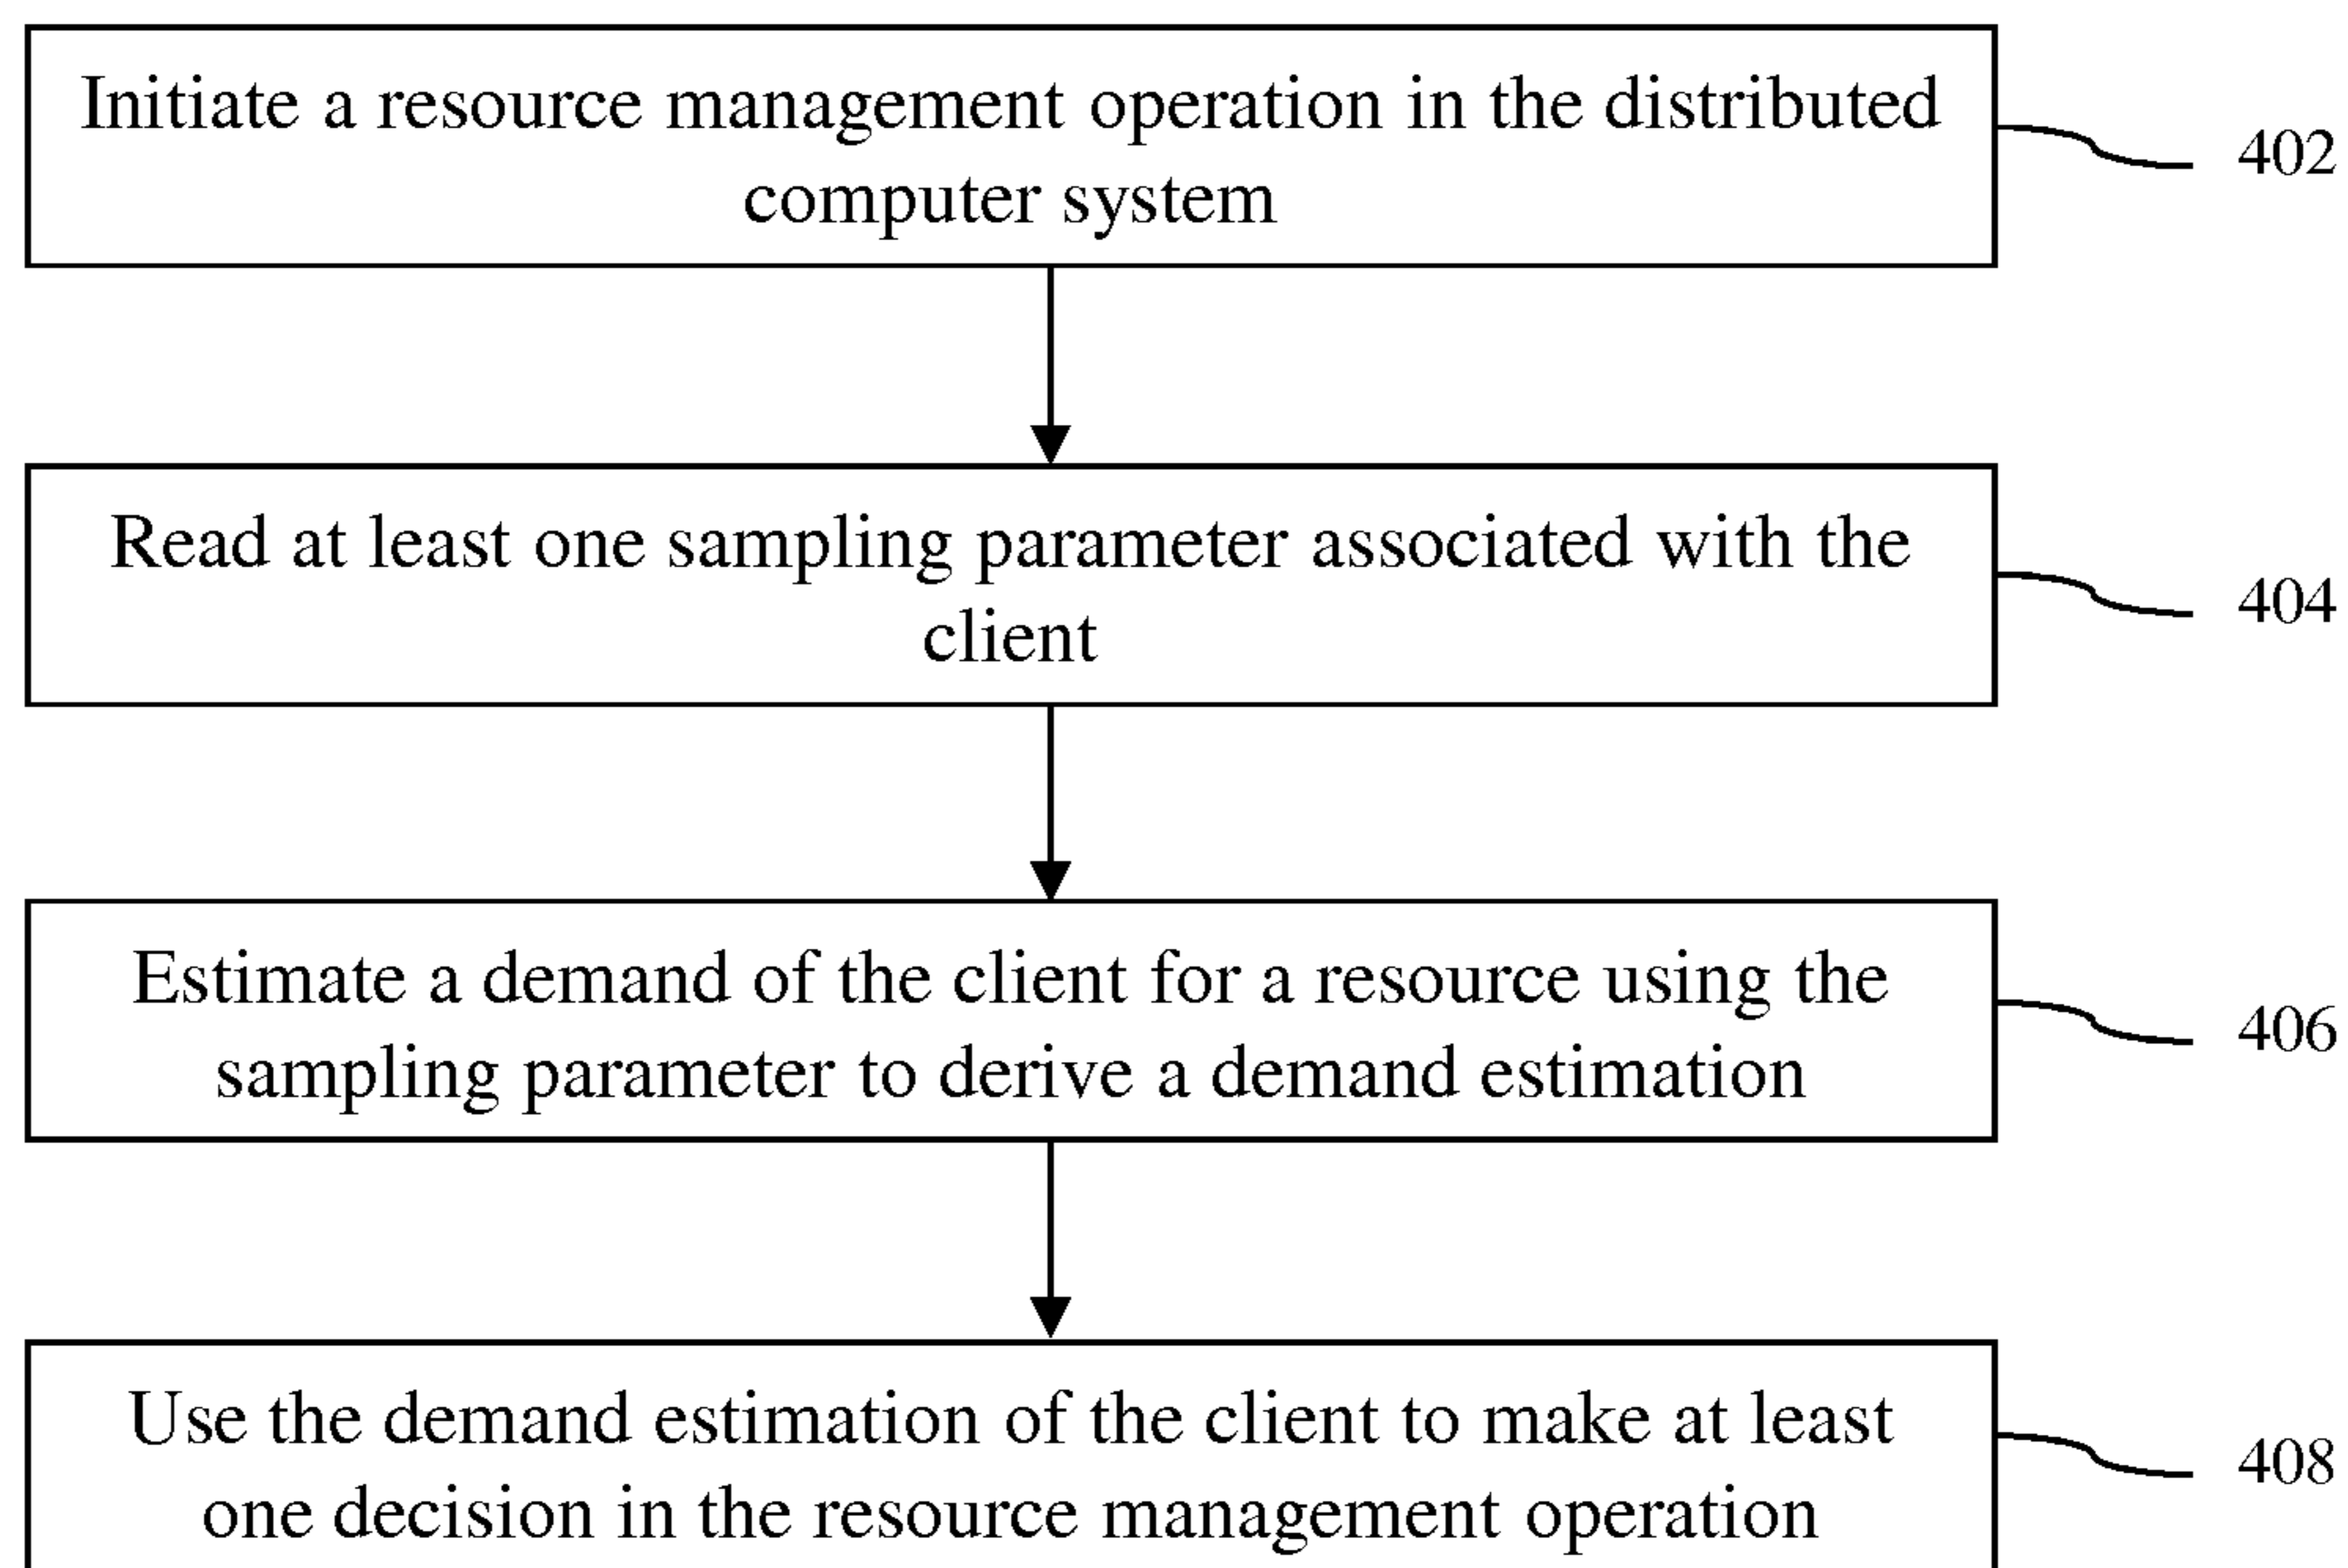 Initiate a resource management operation in the distributed
computer system
402
Read at least one sampling parameter associated with the
client
404
Estimate a demand of the client for a resource using the
sampling parameter to derive a demand estimation
406
Use the demand estimation of the client to make at least
one decision in the resource management operation
408